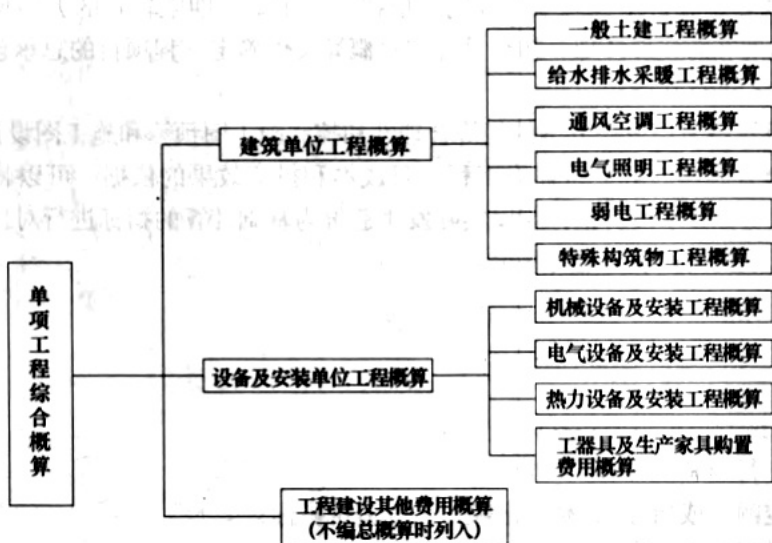 单项工程综合概算
建筑单位工程概算
一般土建工程概算
给水排水采暖工程概算
通风空调工程概算
电气照明工程概算
弱电工程概算
特殊构筑物工程概算
设备及安装单位工程概算
机械设备及安装工程概算
电气设备及安装工程概算
热力设备及安装工程概算
工器具及生产家具购置
费用概算
工程建设其他费用概算
(不编总概算时列入)